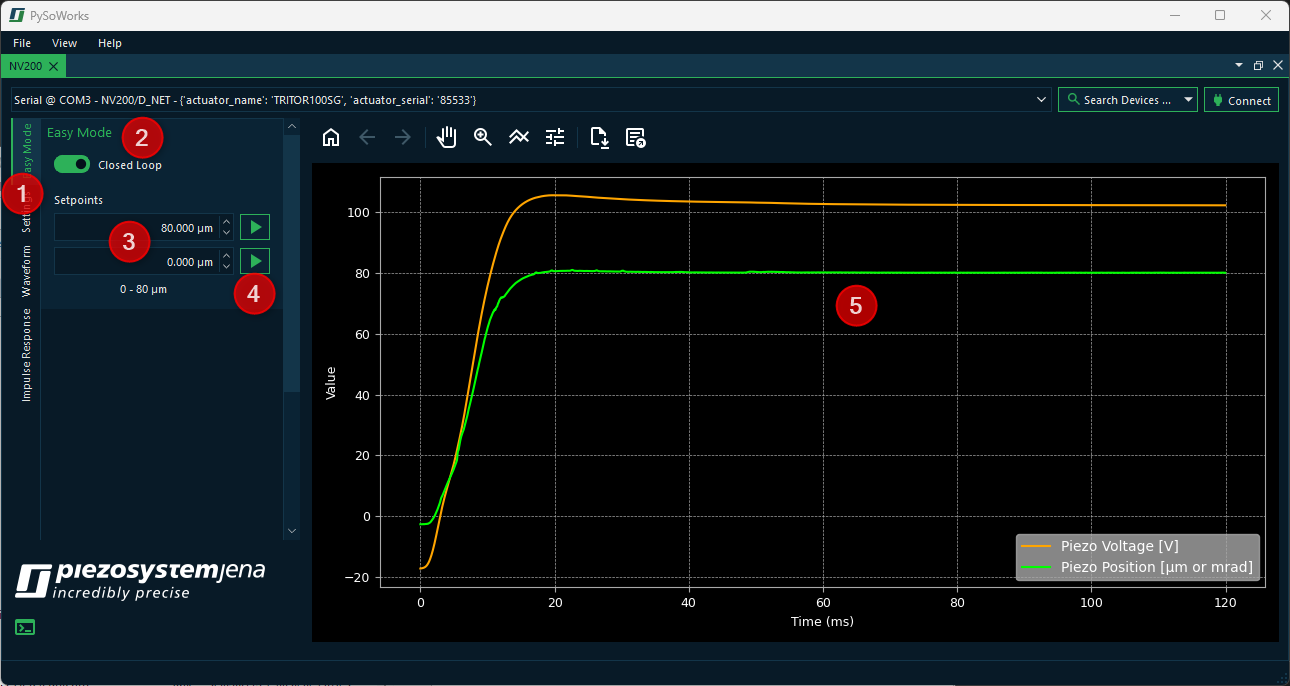 PySoWorks
File View Help
NV200
Serial @ COM3 - NV200/D_NET - {'actuator_name': 'TRITOR100SG', 'actuator_serial': '85533'}
Search Devices ...
Connect
Easy Mode
Waveform
Impulse Response
Easy Mode
2
Closed Loop
1
Setpoints
80.000 µm
3
0.000 µm
0 - 80 µm
4
piezosystemjena
incredibly precise
Value
100
80
60
40
20
0
−20
5
Piezo Voltage [V]
Piezo Position [µm or mrad]
0 20 40 60 80 100 120
Time (ms)